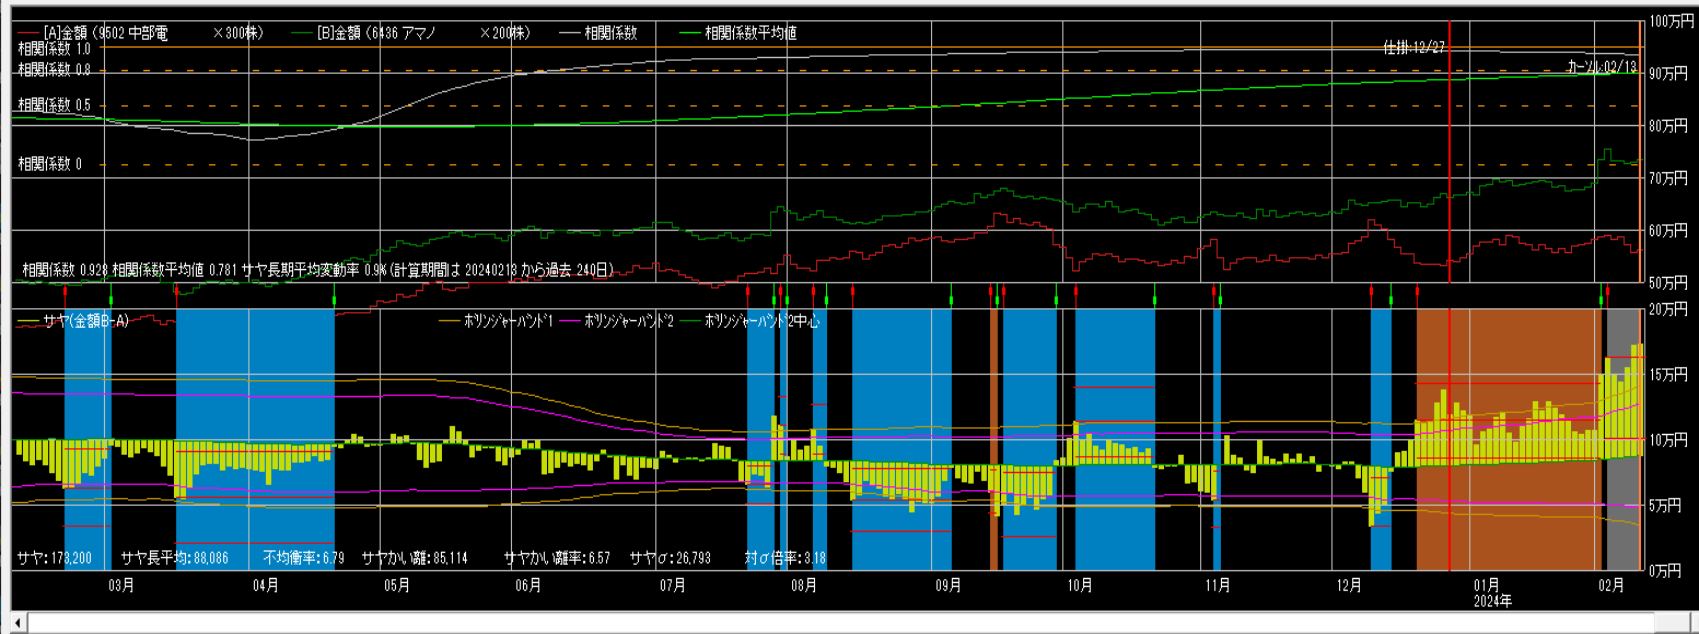 [A]金額 (9502 中部電 ×300株) [B]金額 (6436 アマノ ×200株) 相関係数 相関係数平均値
100万円
相関係数 1.0
仕掛:12/27
カーソル:02/13
相関係数 0.8
90万円
相関係数 0.5
80万円
相関係数 0
70万円
60万円
相関係数 0.928 相関係数平均値 0.781 サヤ長期平均変動率 0.9% (計算期間は 20240213 から過去 240日)
50万円
20万円
サヤ(金額B-A) ボリンジャーバンド1 ボリンジャーバンド2 ボリンジャーバンド2中心
15万円
10万円
5万円
サヤ:173,200 サヤ長平均:88,086 不均衡率:6.79 サヤかい離:85,114 サヤかい離率:6.57 サヤσ:26,793 対σ倍率:3.18
0万円
03月 04月 05月 06月 07月 08月 09月 10月 11月 12月 01月 02月
2024年